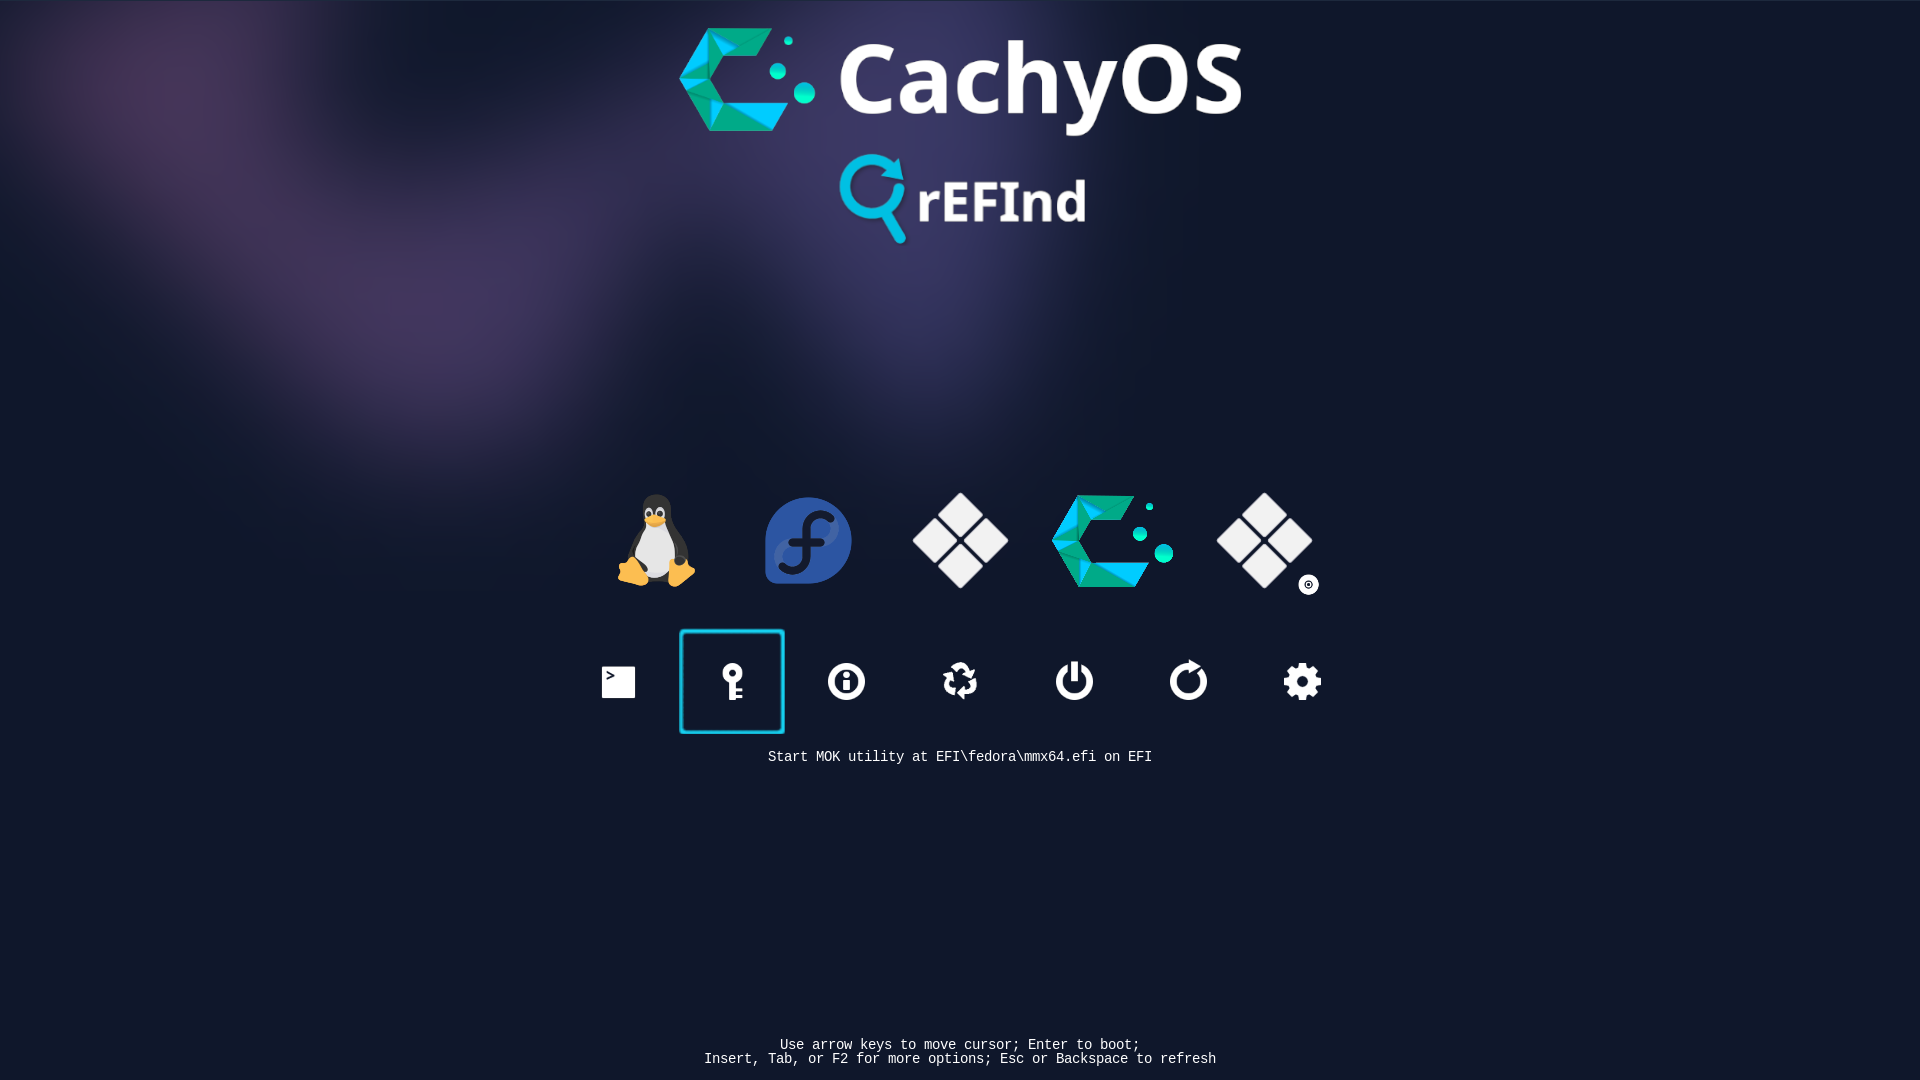 CachyOS
rEFInd
>
Start MOK utility at EFI\fedora\mmx64.efi on EFI
Use arrow keys to move cursor; Enter to boot;
Insert, Tab, or F2 for more options; Esc or Backspace to refresh